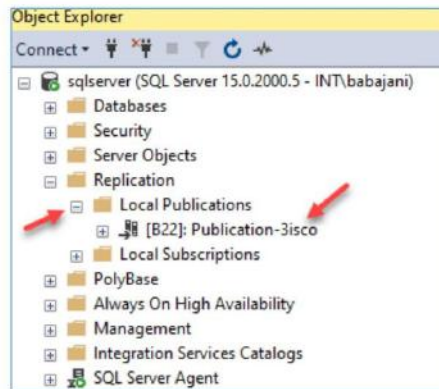 Object Explorer
Connect
sqlserver (SQL Server 15.0.2000.5 - INT\babajani)
Databases
Security
Server Objects
Replication
Local Publications
[B22]: Publication-3isco
Local Subscriptions
PolyBase
Always On High Availability
Management
Integration Services Catalogs
SQL Server Agent